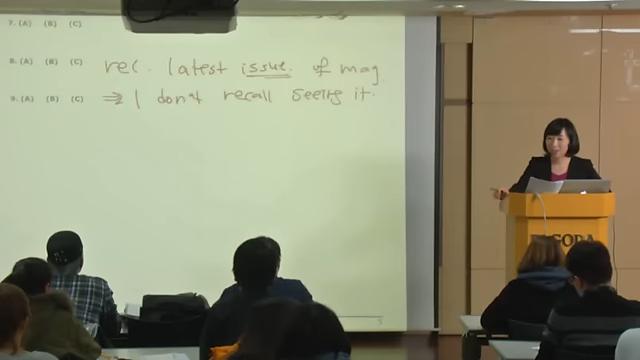 7. (A) (B) (C)
8. (A) (B) (C) rec. latest issue of mag
9. (A) (B) (C) ⇒ I don't recall seeing it.